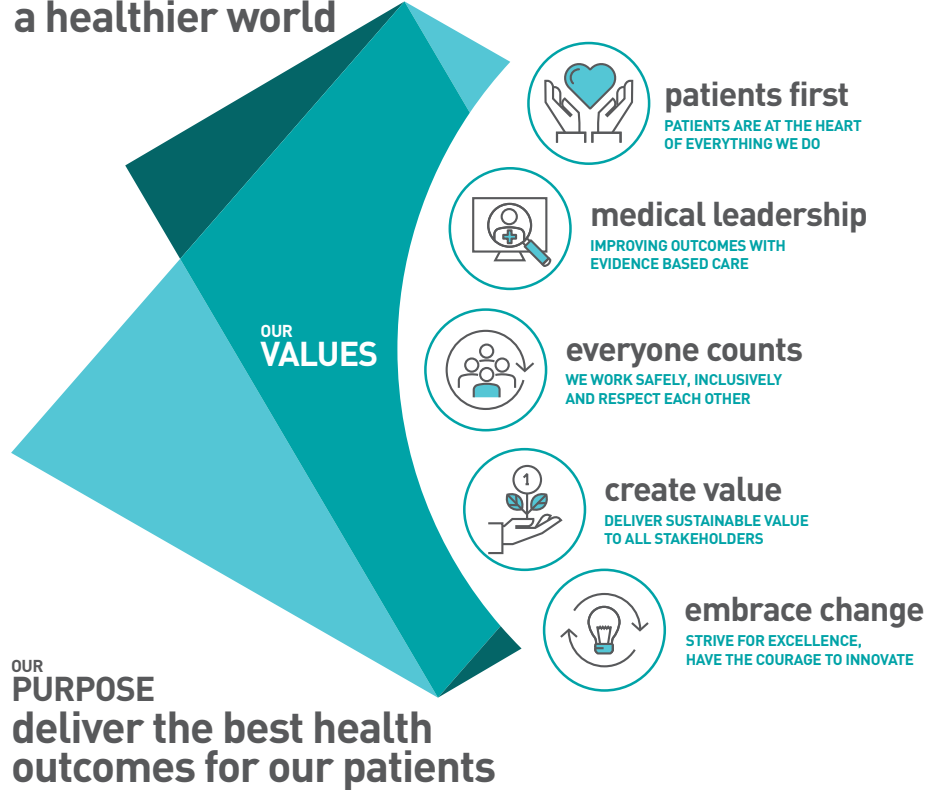 a healthier world
patients first
PATIENTS ARE AT THE HEART
OF EVERYTHING WE DO
medical leadership
IMPROVING OUTCOMES WITH
EVIDENCE BASED CARE
OUR
VALUES
everyone counts
WE WORK SAFELY, INCLUSIVELY
AND RESPECT EACH OTHER
1
create value
DELIVER SUSTAINABLE VALUE
TO ALL STAKEHOLDERS
embrace change
STRIVE FOR EXCELLENCE,
HAVE THE COURAGE TO INNOVATE
OUR
PURPOSE
deliver the best health
outcomes for our patients